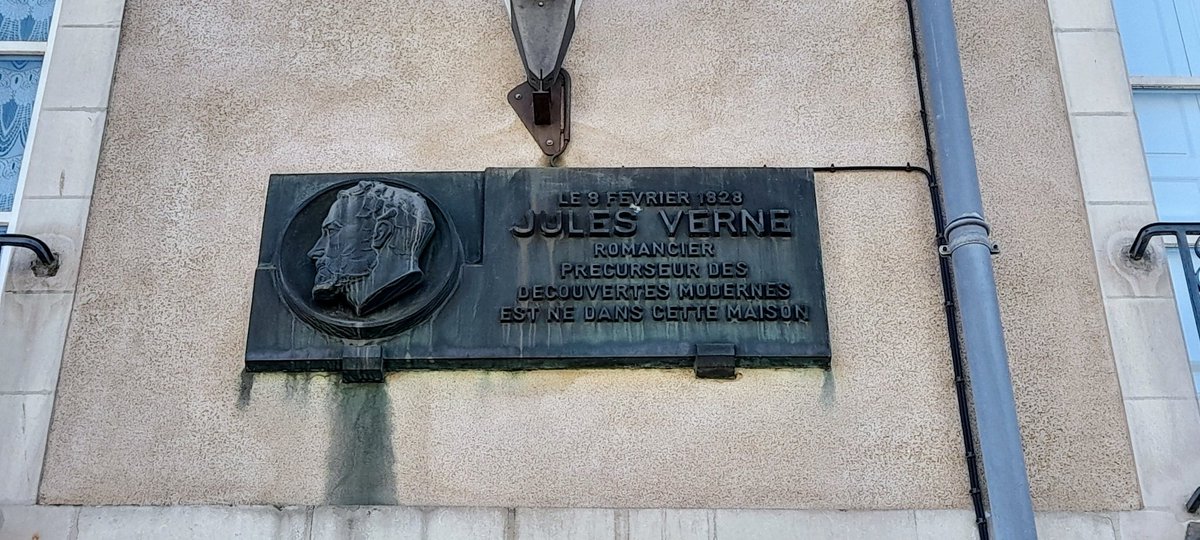 LE 8 FEVRIER 1828
JULES VERNE
ROMANCIER
PRECURSEUR DES
DECOUVERTES MODERNES
EST NE DANS CETTE MAISON